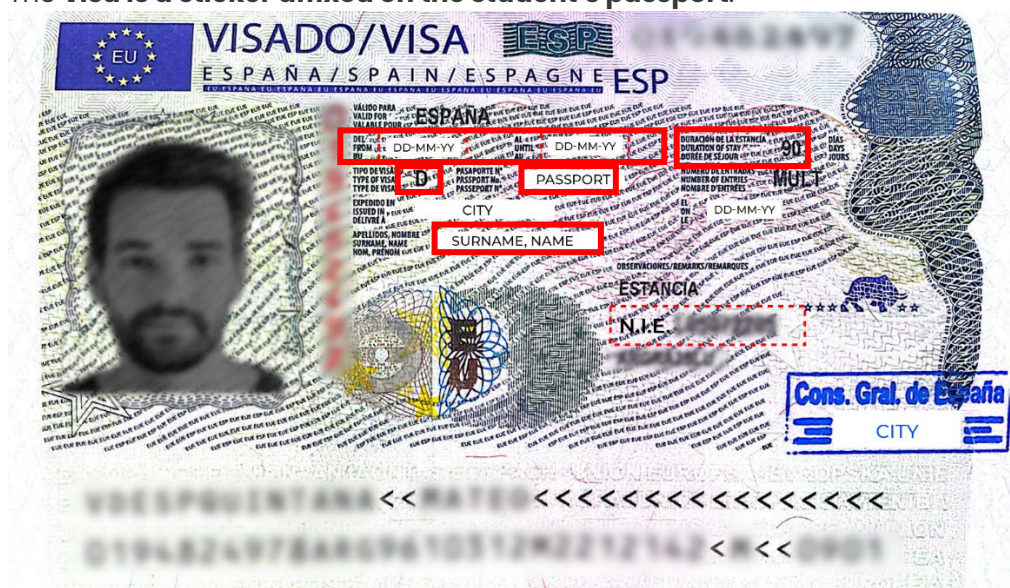 The Visa is a sticker affixed on the student's passport.
EU
VISADO/VISA ESP
ESPAÑA/SPAIN/ESPAGNE ESP
VÁLIDO PARA
VALID FOR
VALABLE POUR
ESPAÑA
DEL
FROM
DU
DD-MM-YY
AL
UNTIL
AU
DD-MM-YY
DURACIÓN DE LA ESTANCIA
DURATION OF STAY
DURÉE DE SÉJOUR
90
DÍAS
DAYS
JOURS
TIPO DE VISADO
TYPE OF VISA
TYPE DE VISA
D
PASAPORTE Nº
PASSPORT No.
PASSEPORT Nº
PASSPORT
NÚMERO DE ENTRADAS
NUMBER OF ENTRIES
NOMBRE D'ENTRÉES
MULT
EXPEDIDO EN
ISSUED IN
DÉLIVRÉ À
CITY
EL
ON
LE
DD-MM-YY
APELLIDOS, NOMBRE
SURNAME, NAME
NOM, PRÉNOM
SURNAME, NAME
OBSERVACIONES/REMARKS/REMARQUES
ESTANCIA
N.I.E.
Cons. Gral. de España
CITY